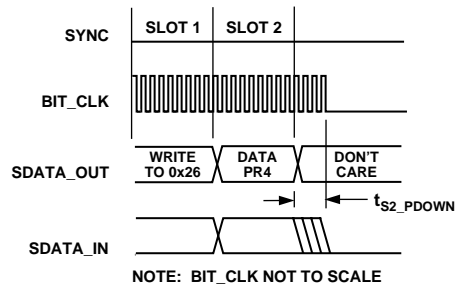 SLOT 1 SLOT 2
SYNC
BIT_CLK
SDATA_OUT
WRITE TO 0x26
DATA PR4
DON'T CARE
tS2_PDOWN
SDATA_IN
NOTE: BIT_CLK NOT TO SCALE